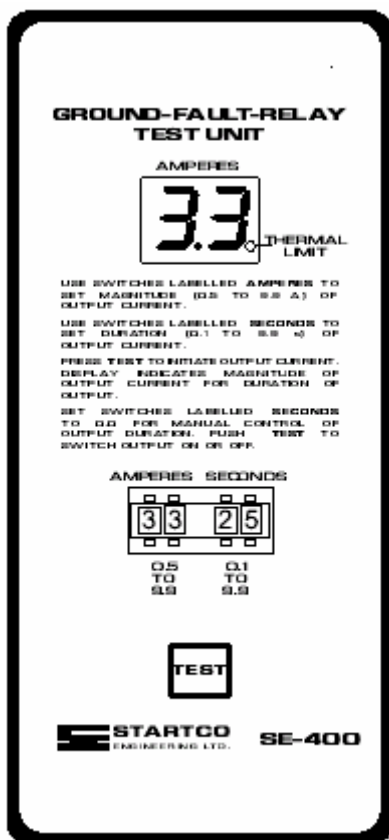 GROUND-FAULT-RELAY
TEST UNIT
AMPERES
3.3
THERMAL
LIMIT
USE SWITCHES LABELLED AMPERES TO
SET MAGNITUDE (0.5 TO 9.9 A) OF
OUTPUT CURRENT.
USE SWITCHES LABELLED SECONDS TO
SET DURATION (0.1 TO 9.9 s) OF
OUTPUT CURRENT.
PRESS TEST TO INITIATE OUTPUT CURRENT.
DISPLAY INDICATES MAGNITUDE OF
OUTPUT CURRENT FOR DURATION OF
OUTPUT.
SET SWITCHES LABELLED SECONDS
TO 0.0 FOR MANUAL CONTROL OF
OUTPUT DURATION. PUSH TEST TO
SWITCH OUTPUT ON OR OFF.
AMPERES SECONDS
3 3 2 5
0.5 0.1
TO TO
9.9 9.9
TEST
STARTCO
ENGINEERING LTD.
SE-400